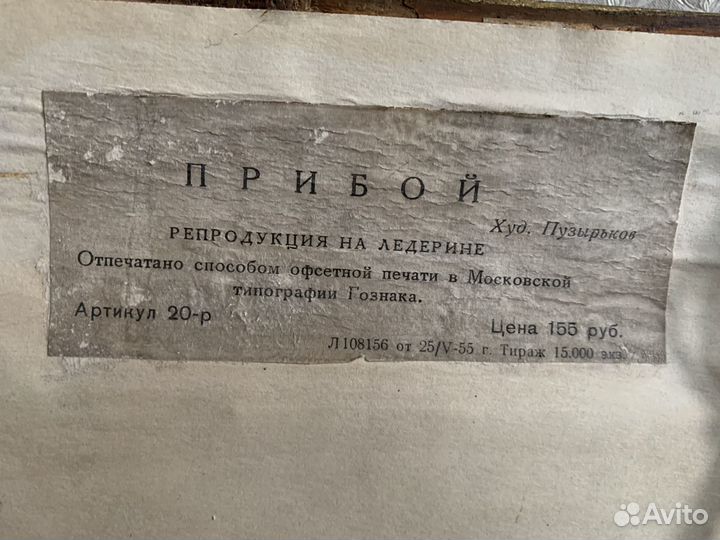 ПРИБОЙ
Худ. Пузырьков
РЕПРОДУКЦИЯ НА ЛЕДЕРИНЕ
Отпечатано способом офсетной печати в Московской
типографии Гознака.
Артикул 20-р
Цена 155 руб.
Л 108156 от 25/V-55 г. Тираж 15.000 экз.
Avito